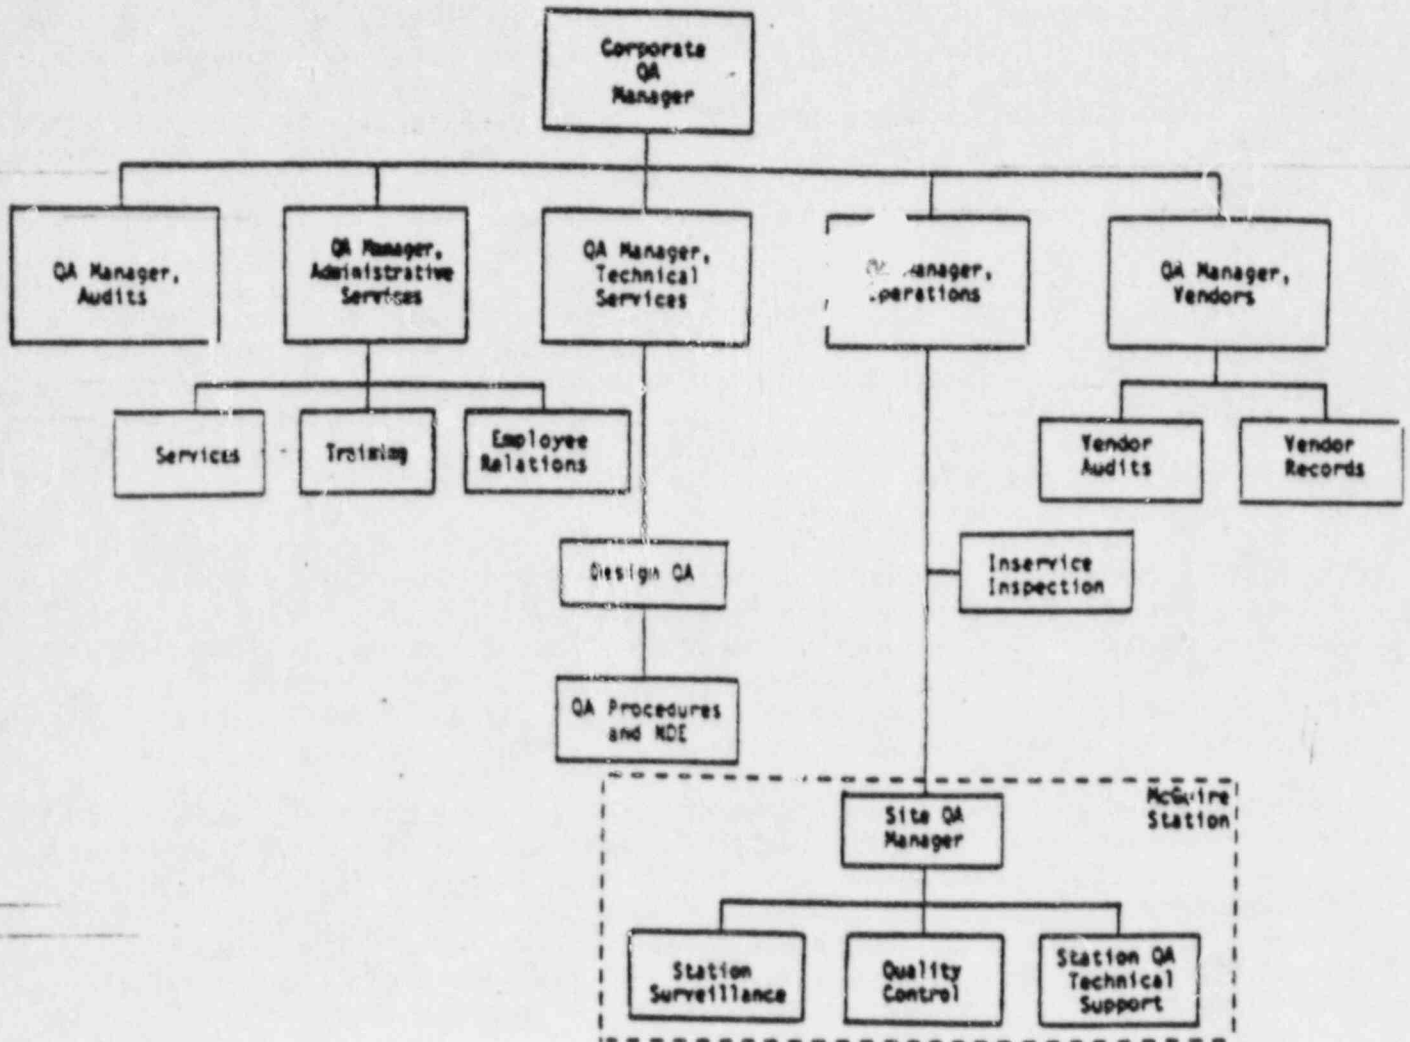 Corporate
QA
Manager
QA Manager,
Audits
QA Manager,
Administrative
Services
QA Manager,
Technical
Services
Manager,
Operations
QA Manager,
Vendors
Services
Training
Employee
Relations
Vendor
Audits
Vendor
Records
Design QA
Inservice
Inspection
QA Procedures
and NDE
McGuire
Station
Site QA
Manager
Station
Surveillance
Quality
Control
Station QA
Technical
Support